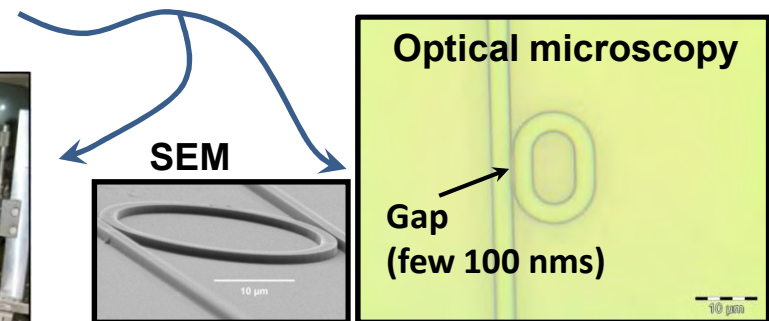 Optical microscopy
SEM
Gap
(few 100 nms)
10 μm
10 μm